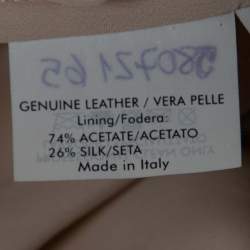 GENUINE LEATHER / VERA PELLE
Lining/Fodera:
74% ACETATE/ACETATO
26% SILK/SETA
Made in Italy